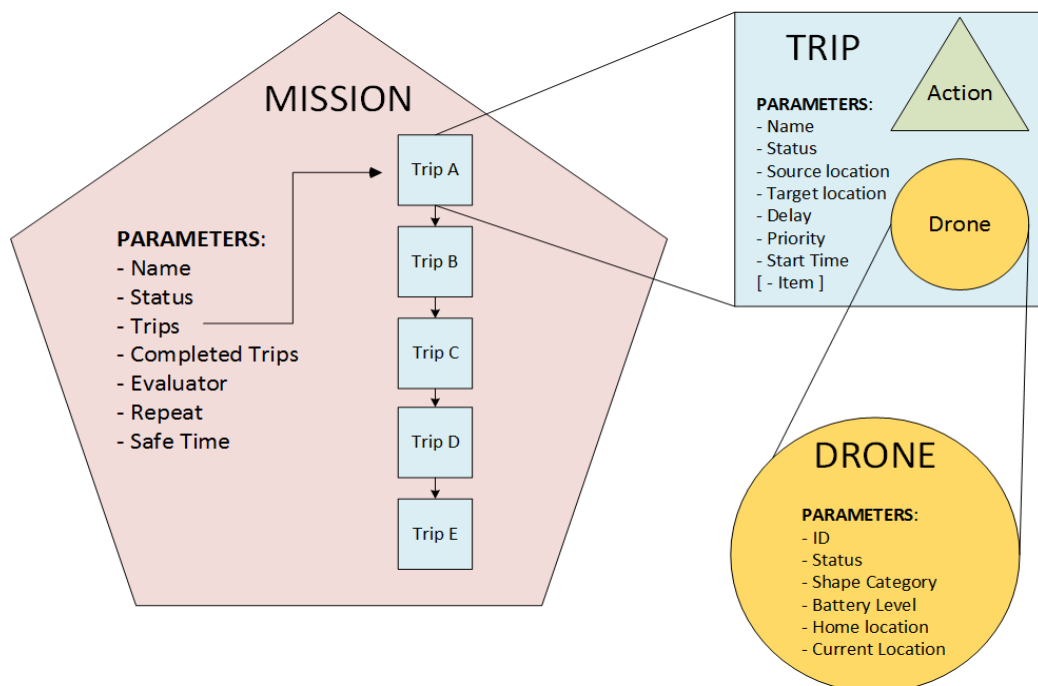 MISSION
PARAMETERS:
- Name
- Status
- Trips
- Completed Trips
- Evaluator
- Repeat
- Safe Time
Trip A
Trip B
Trip C
Trip D
Trip E
TRIP
PARAMETERS:
- Name
- Status
- Source location
- Target location
- Delay
- Priority
- Start Time
[ - Item ]
Action
Drone
DRONE
PARAMETERS:
- ID
- Status
- Shape Category
- Battery Level
- Home location
- Current Location